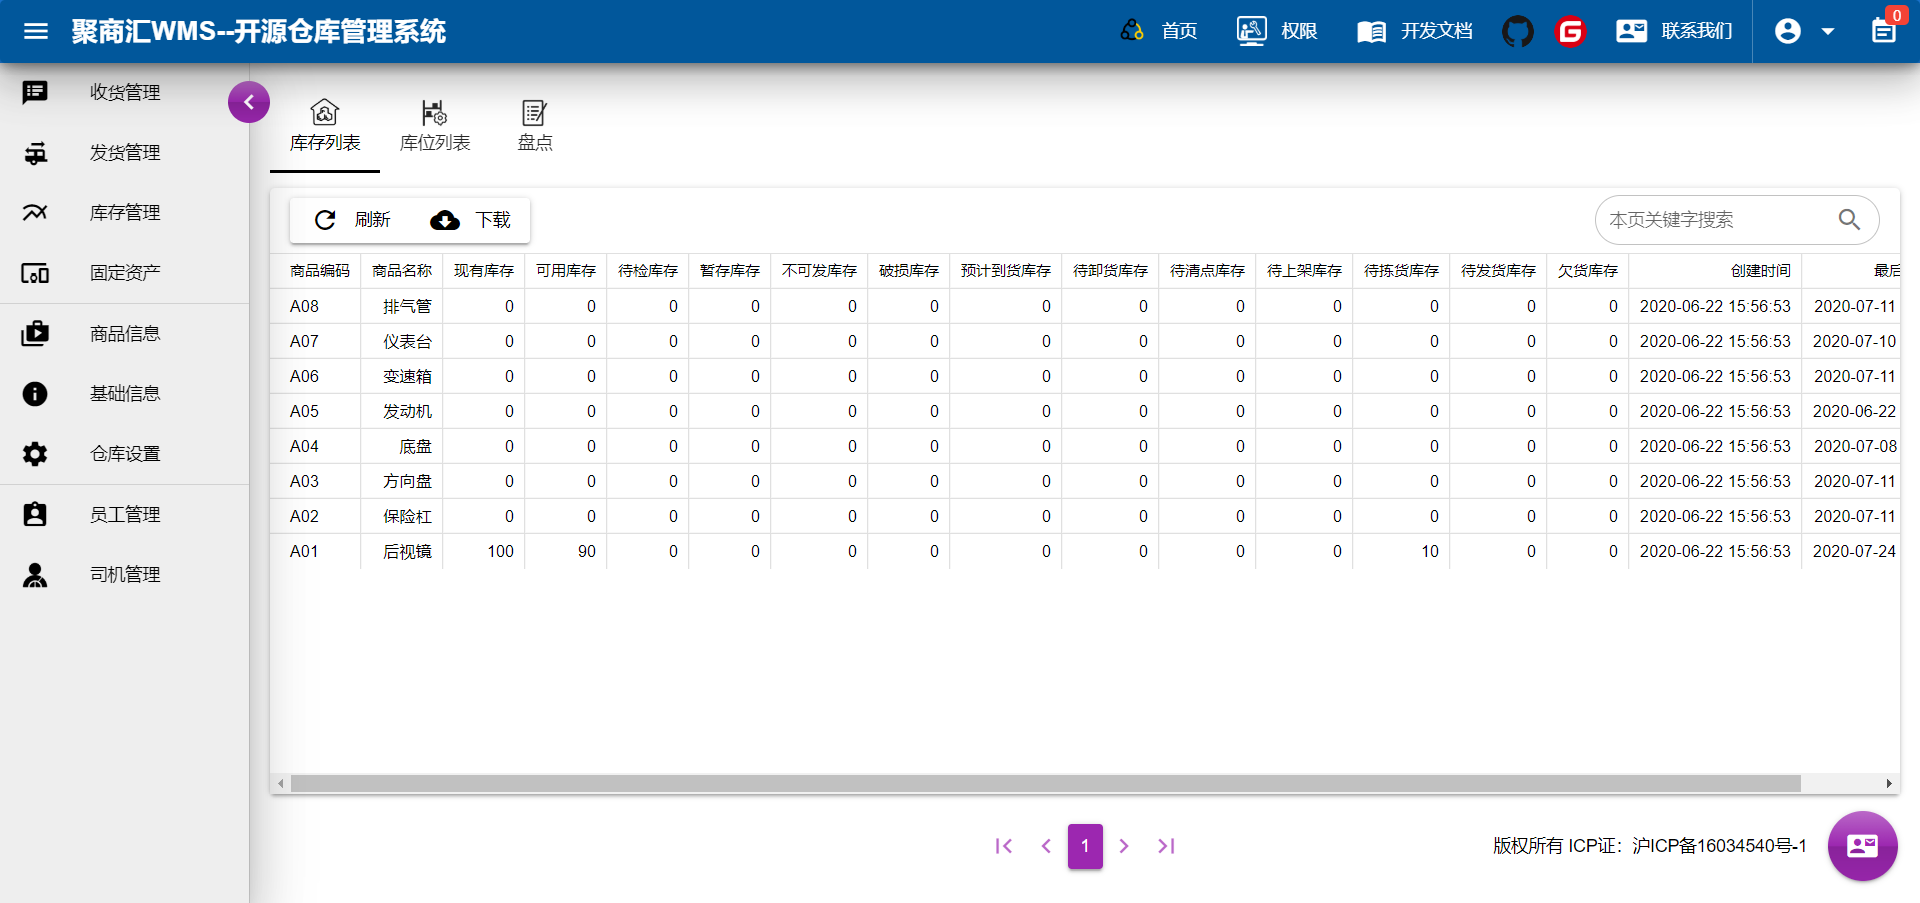 聚商汇WMS--开源仓库管理系统 首页 权限 开发文档 联系我们 0
收货管理
发货管理
库存管理
固定资产
商品信息
基础信息
仓库设置
员工管理
司机管理
库存列表 库位列表 盘点
刷新 下载 本页关键字搜索
商品编码 商品名称 现有库存 可用库存 待检库存 暂存库存 不可发库存 破损库存 预计到货库存 待卸货库存 待清点库存 待上架库存 待拣货库存 待发货库存 欠货库存 创建时间 最后
A08 排气管 0 0 0 0 0 0 0 0 0 0 0 0 0 2020-06-22 15:56:53 2020-07-11
A07 仪表台 0 0 0 0 0 0 0 0 0 0 0 0 0 2020-06-22 15:56:53 2020-07-10
A06 变速箱 0 0 0 0 0 0 0 0 0 0 0 0 0 2020-06-22 15:56:53 2020-07-11
A05 发动机 0 0 0 0 0 0 0 0 0 0 0 0 0 2020-06-22 15:56:53 2020-06-22
A04 底盘 0 0 0 0 0 0 0 0 0 0 0 0 0 2020-06-22 15:56:53 2020-07-08
A03 方向盘 0 0 0 0 0 0 0 0 0 0 0 0 0 2020-06-22 15:56:53 2020-07-11
A02 保险杠 0 0 0 0 0 0 0 0 0 0 0 0 0 2020-06-22 15:56:53 2020-07-11
A01 后视镜 100 90 0 0 0 0 0 0 0 0 10 0 0 2020-06-22 15:56:53 2020-07-24
1
版权所有 ICP证：沪ICP备16034540号-1